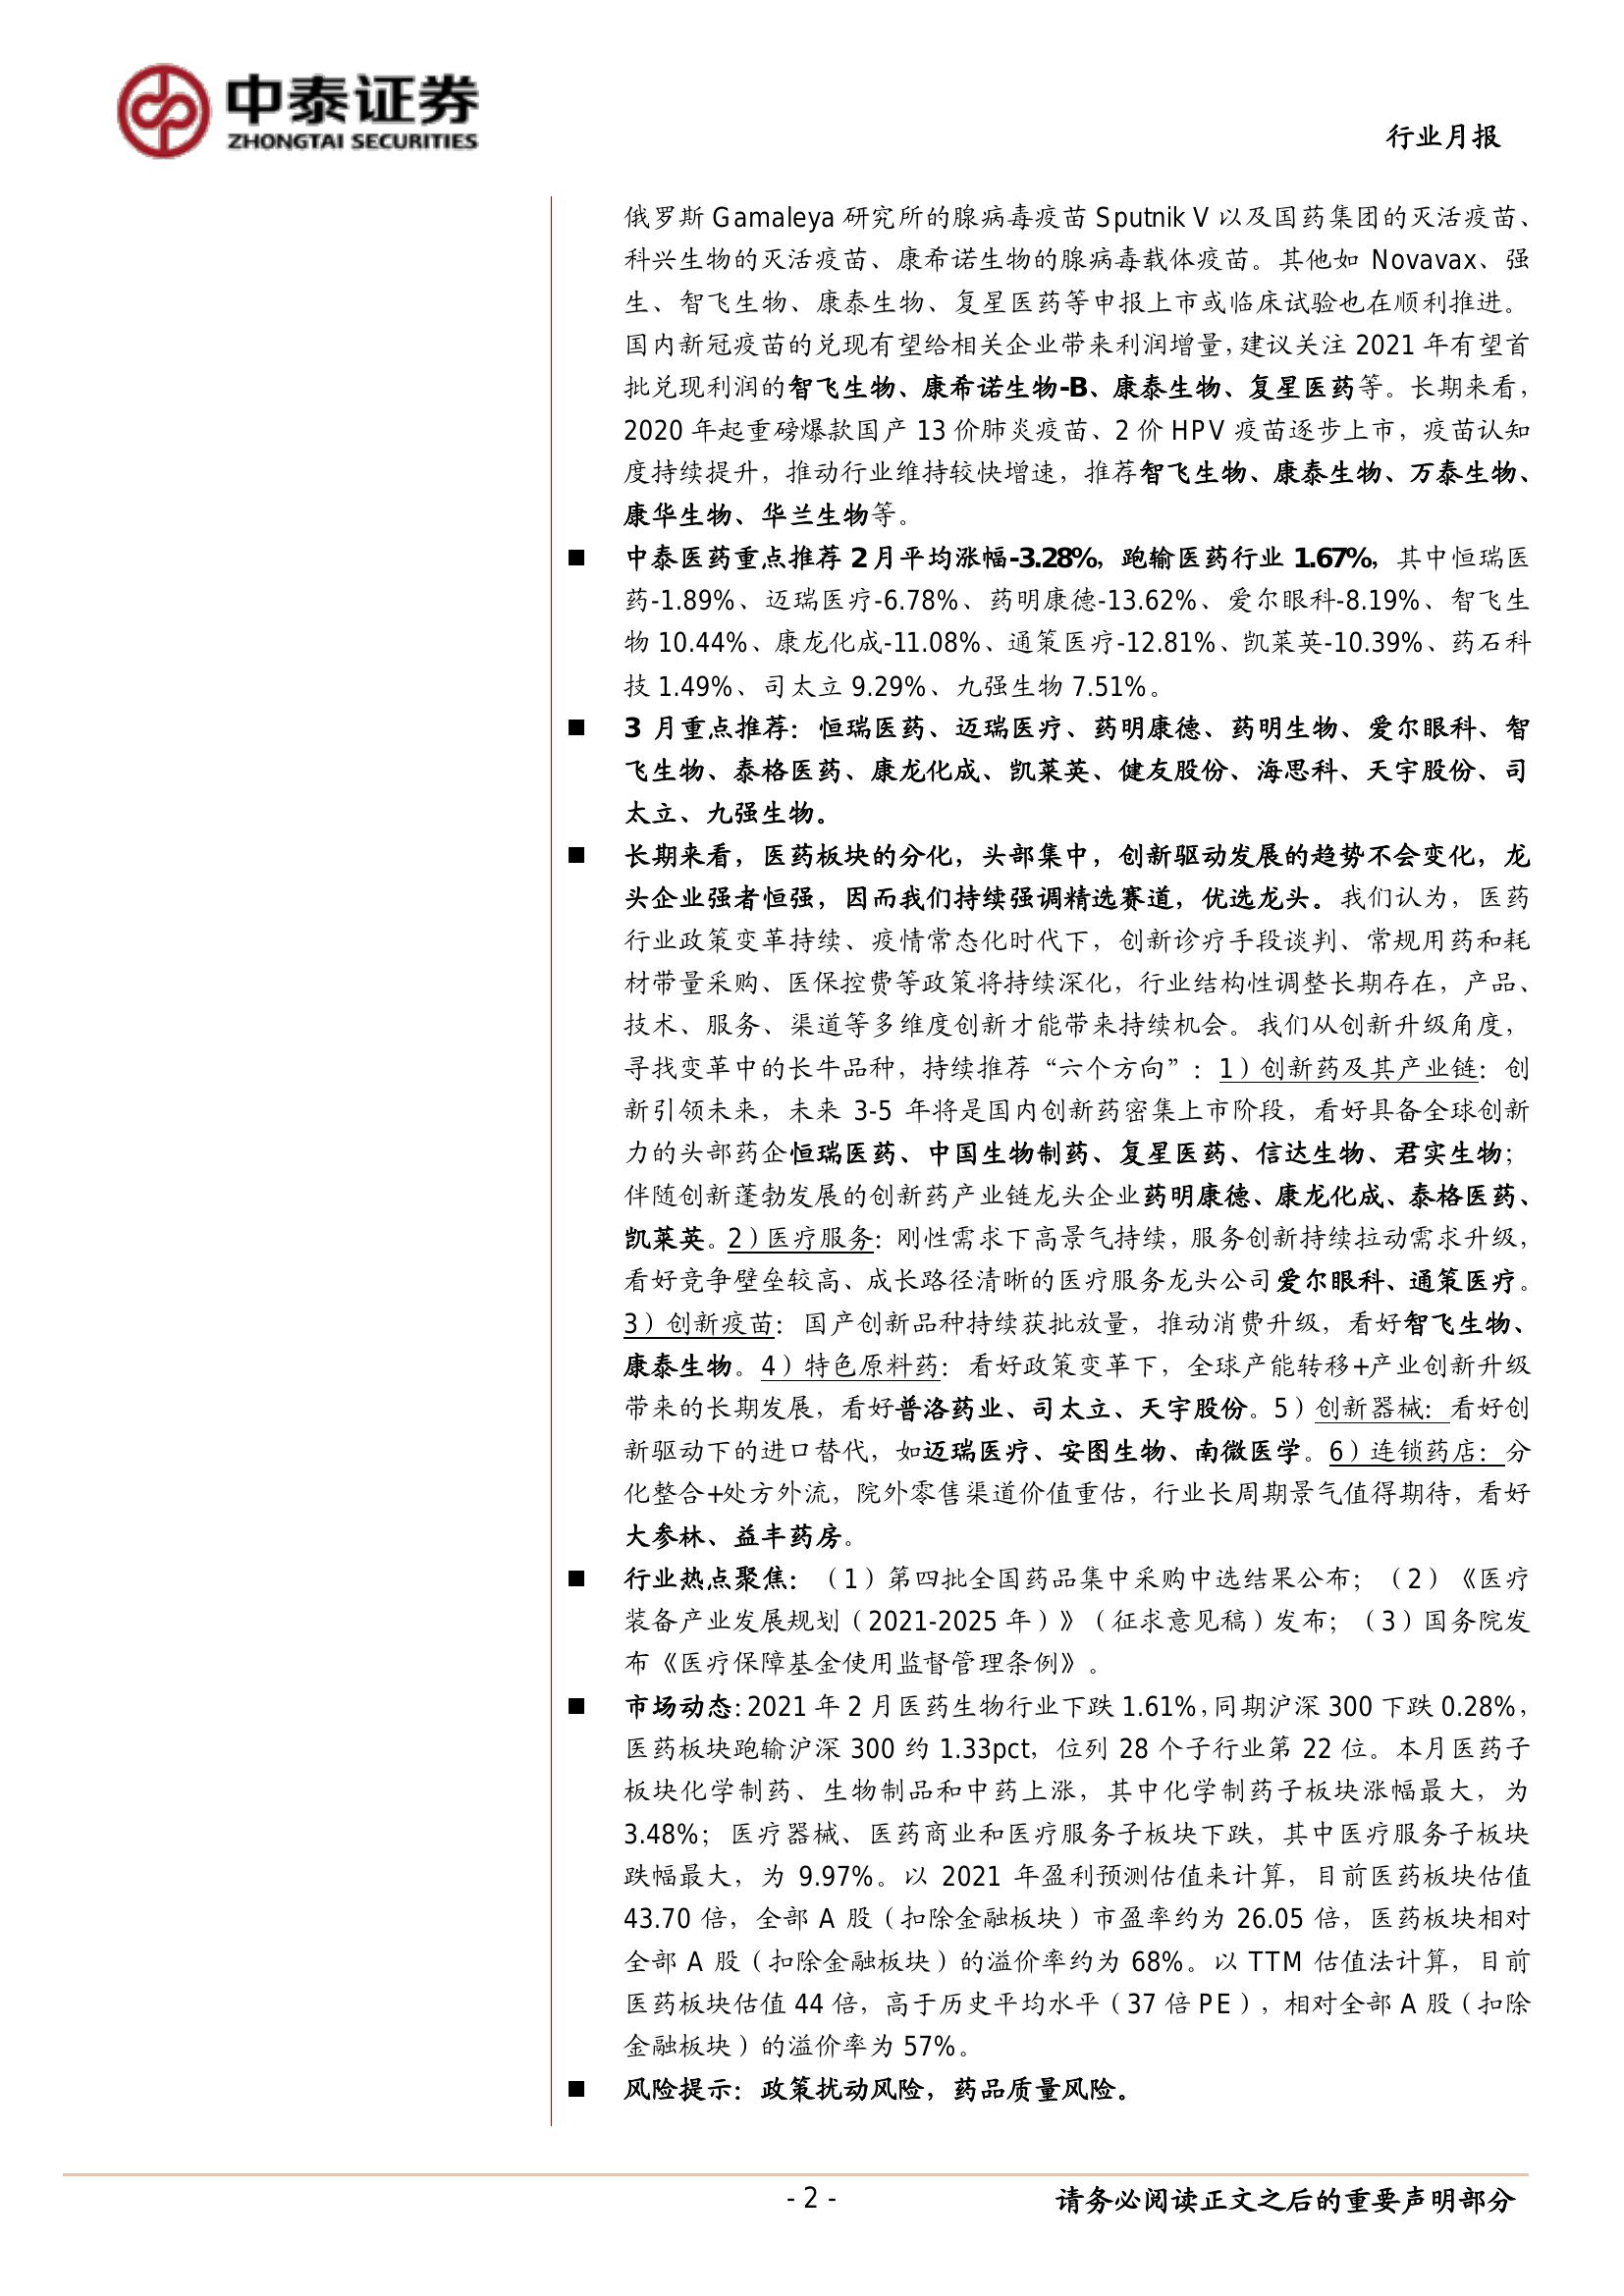 中泰证券
ZHONGTAI SECURITIES
行业月报
俄罗斯 Gamaleya 研究所的腺病毒疫苗 Sputnik V 以及国药集团的灭活疫苗、
科兴生物的灭活疫苗、康希诺生物的腺病毒载体疫苗。其他如 Novavax、强
生、智飞生物、康泰生物、复星医药等申报上市或临床试验也在顺利推进。
国内新冠疫苗的兑现有望给相关企业带来利润增量，建议关注 2021 年有望首
批兑现利润的智飞生物、康希诺生物-B、康泰生物、复星医药等。长期来看，
2020 年起重磅爆款国产 13 价肺炎疫苗、2 价 HPV 疫苗逐步上市，疫苗认知
度持续提升，推动行业维持较快增速，推荐智飞生物、康泰生物、万泰生物、
康华生物、华兰生物等。
■ 中泰医药重点推荐 2 月平均涨幅-3.28%，跑输医药行业 1.67%，其中恒瑞医
药-1.89%、迈瑞医疗-6.78%、药明康德-13.62%、爱尔眼科-8.19%、智飞生
物 10.44%、康龙化成-11.08%、通策医疗-12.81%、凯莱英-10.39%、药石科
技 1.49%、司太立 9.29%、九强生物 7.51%。
■ 3 月重点推荐：恒瑞医药、迈瑞医疗、药明康德、药明生物、爱尔眼科、智
飞生物、泰格医药、康龙化成、凯莱英、健友股份、海思科、天宇股份、司
太立、九强生物。
■ 长期来看，医药板块的分化，头部集中，创新驱动发展的趋势不会变化，龙
头企业强者恒强，因而我们持续强调精选赛道，优选龙头。我们认为，医药
行业政策变革持续、疫情常态化时代下，创新诊疗手段谈判、常规用药和耗
材带量采购、医保控费等政策将持续深化，行业结构性调整长期存在，产品、
技术、服务、渠道等多维度创新才能带来持续机会。我们从创新升级角度，
寻找变革中的长牛品种，持续推荐“六个方向”：1）创新药及其产业链：创
新引领未来，未来 3-5 年将是国内创新药密集上市阶段，看好具备全球创新
力的头部药企恒瑞医药、中国生物制药、复星医药、信达生物、君实生物；
伴随创新蓬勃发展的创新药产业链龙头企业药明康德、康龙化成、泰格医药、
凯莱英。2）医疗服务：刚性需求下高景气持续，服务创新持续拉动需求升级，
看好竞争壁垒较高、成长路径清晰的医疗服务龙头公司爱尔眼科、通策医疗。
3）创新疫苗：国产创新品种持续获批放量，推动消费升级，看好智飞生物、
康泰生物。4）特色原料药：看好政策变革下，全球产能转移+产业创新升级
带来的长期发展，看好普洛药业、司太立、天宇股份。5）创新器械：看好创
新驱动下的进口替代，如迈瑞医疗、安图生物、南微医学。6）连锁药店：分
化整合+处方外流，院外零售渠道价值重估，行业长周期景气值得期待，看好
大参林、益丰药房。
■ 行业热点聚焦：（1）第四批全国药品集中采购中选结果公布；（2）《医疗
装备产业发展规划（2021-2025 年）》（征求意见稿）发布；（3）国务院发
布《医疗保障基金使用监督管理条例》。
■ 市场动态：2021 年 2 月医药生物行业下跌 1.61%，同期沪深 300 下跌 0.28%，
医药板块跑输沪深 300 约 1.33pct，位列 28 个子行业第 22 位。本月医药子
板块化学制药、生物制品和中药上涨，其中化学制药子板块涨幅最大，为
3.48%；医疗器械、医药商业和医疗服务子板块下跌，其中医疗服务子板块
跌幅最大，为 9.97%。以 2021 年盈利预测估值来计算，目前医药板块估值
43.70 倍，全部 A 股（扣除金融板块）市盈率约为 26.05 倍，医药板块相对
全部 A 股（扣除金融板块）的溢价率约为 68%。以 TTM 估值法计算，目前
医药板块估值 44 倍，高于历史平均水平（37 倍 PE），相对全部 A 股（扣除
金融板块）的溢价率为 57%。
■ 风险提示：政策扰动风险，药品质量风险。
- 2 -
请务必阅读正文之后的重要声明部分